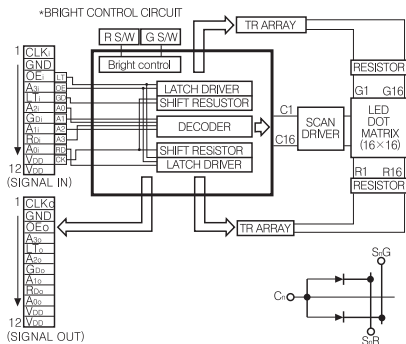 *BRIGHT CONTROL CIRCUIT
R S/W G S/W
Bright control
TR ARRAY
1 CLKi
GND
OEi LT
A3i OE
LTi GD
A2i A0
GDi A1
A1i A2
RDi A3
A0i RD
VDD CK
12 VDD
(SIGNAL IN)
LATCH DRIVER
SHIFT RESUSTOR
DECODER
SHIFT RESISTOR
LATCH DRIVER
C1
C16
SCAN
DRIVER
RESISTOR
G1 G16
LED
DOT
MATRIX
(16×16)
R1 R16
RESISTOR
TR ARRAY
1 CLKo
GND
OEo
A3o
LTo
A2o
GDo
A1o
RDo
A0o
VDD
12 VDD
(SIGNAL OUT)
SnG
Cn
SnR